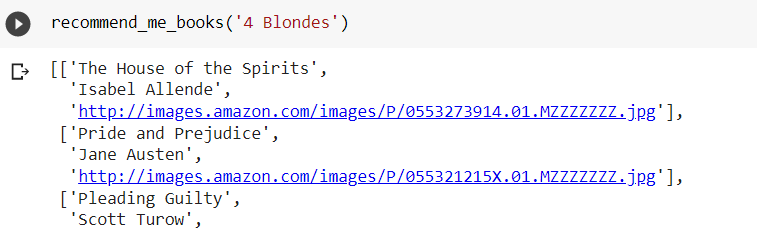 recommend_me_books('4 Blondes')
[['The House of the Spirits',
'Isabel Allende',
'http://images.amazon.com/images/P/0553273914.01.MZZZZZZZ.jpg'],
['Pride and Prejudice',
'Jane Austen',
'http://images.amazon.com/images/P/055321215X.01.MZZZZZZZ.jpg'],
['Pleading Guilty',
'Scott Turow',